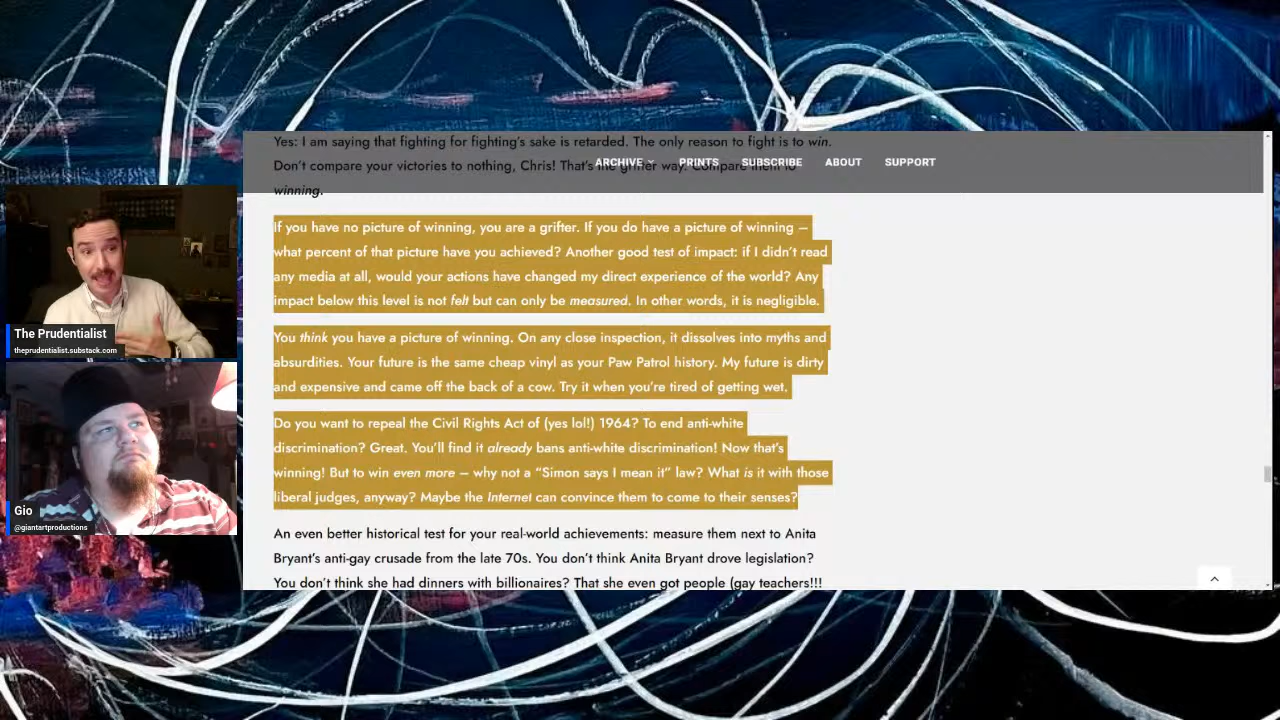 Yes: I am saying that fighting for fighting's sake is retarded. The only reason to fight is to win.
ARCHIVE PRINTS SUBSCRIBE ABOUT SUPPORT
Don't compare your victories to nothing, Chris! That's the grifter way. Compare them to
winning.
If you have no picture of winning, you are a grifter. If you do have a picture of winning –
what percent of that picture have you achieved? Another good test of impact: if I didn't read
any media at all, would your actions have changed my direct experience of the world? Any
impact below this level is not felt but can only be measured. In other words, it is negligible.
You think you have a picture of winning. On any close inspection, it dissolves into myths and
absurdities. Your future is the same cheap vinyl as your Paw Patrol history. My future is dirty
and expensive and came off the back of a cow. Try it when you're tired of getting wet.
Do you want to repeal the Civil Rights Act of (yes lol!) 1964? To end anti-white
discrimination? Great. You'll find it already bans anti-white discrimination! Now that's
winning! But to win even more – why not a “Simon says I mean it” law? What is it with those
liberal judges, anyway? Maybe the Internet can convince them to come to their senses?
An even better historical test for your real-world achievements: measure them next to Anita
Bryant's anti-gay crusade from the late 70s. You don't think Anita Bryant drove legislation?
You don't think she had dinners with billionaires? That she even got people (gay teachers!!!
The Prudentialist
theprudentialist.substack.com
Gio
@giantartproductions